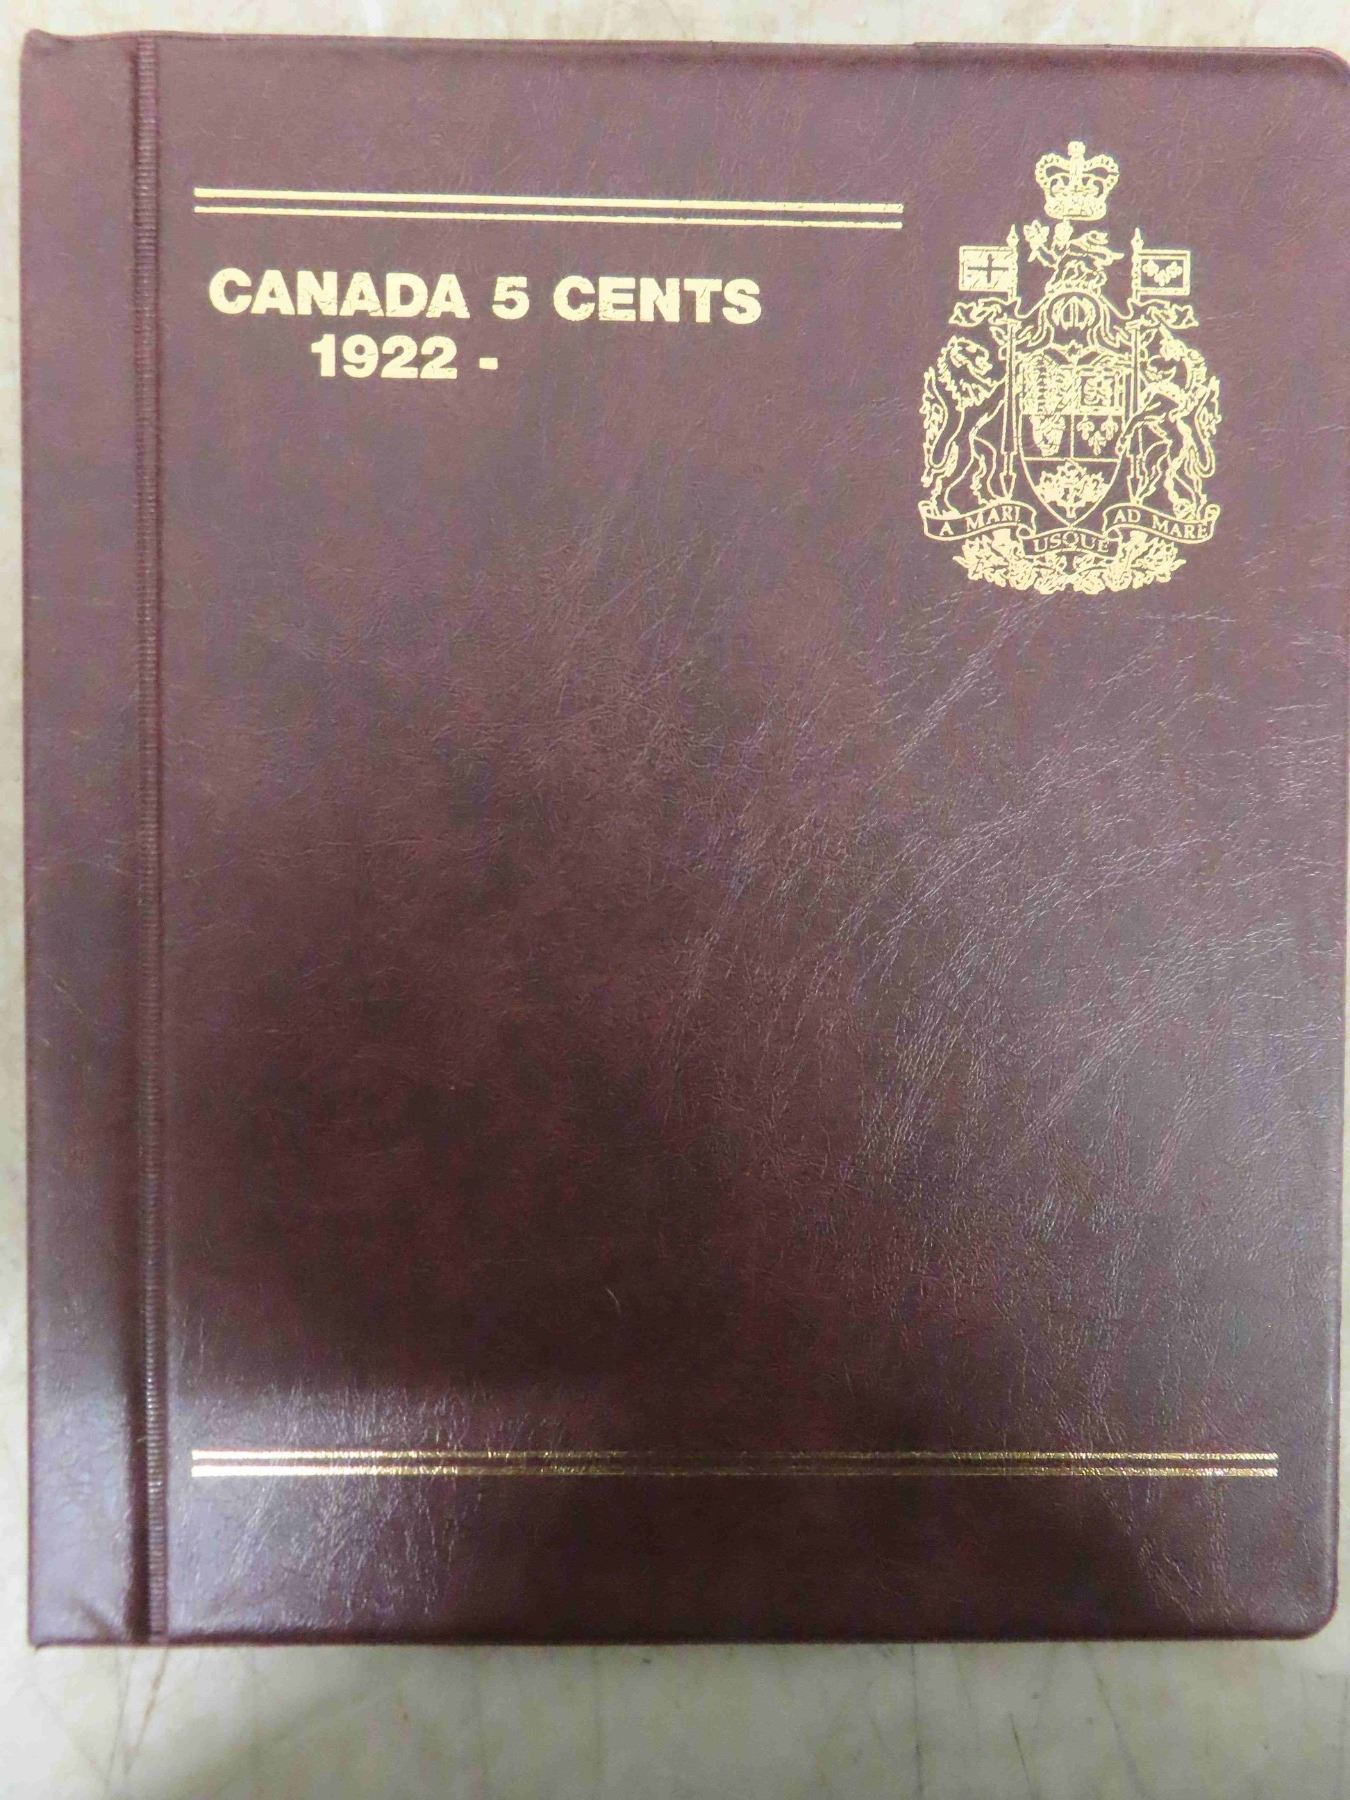 CANADA 5 CENTS
1922 -
A MARI USQUE AD MARE